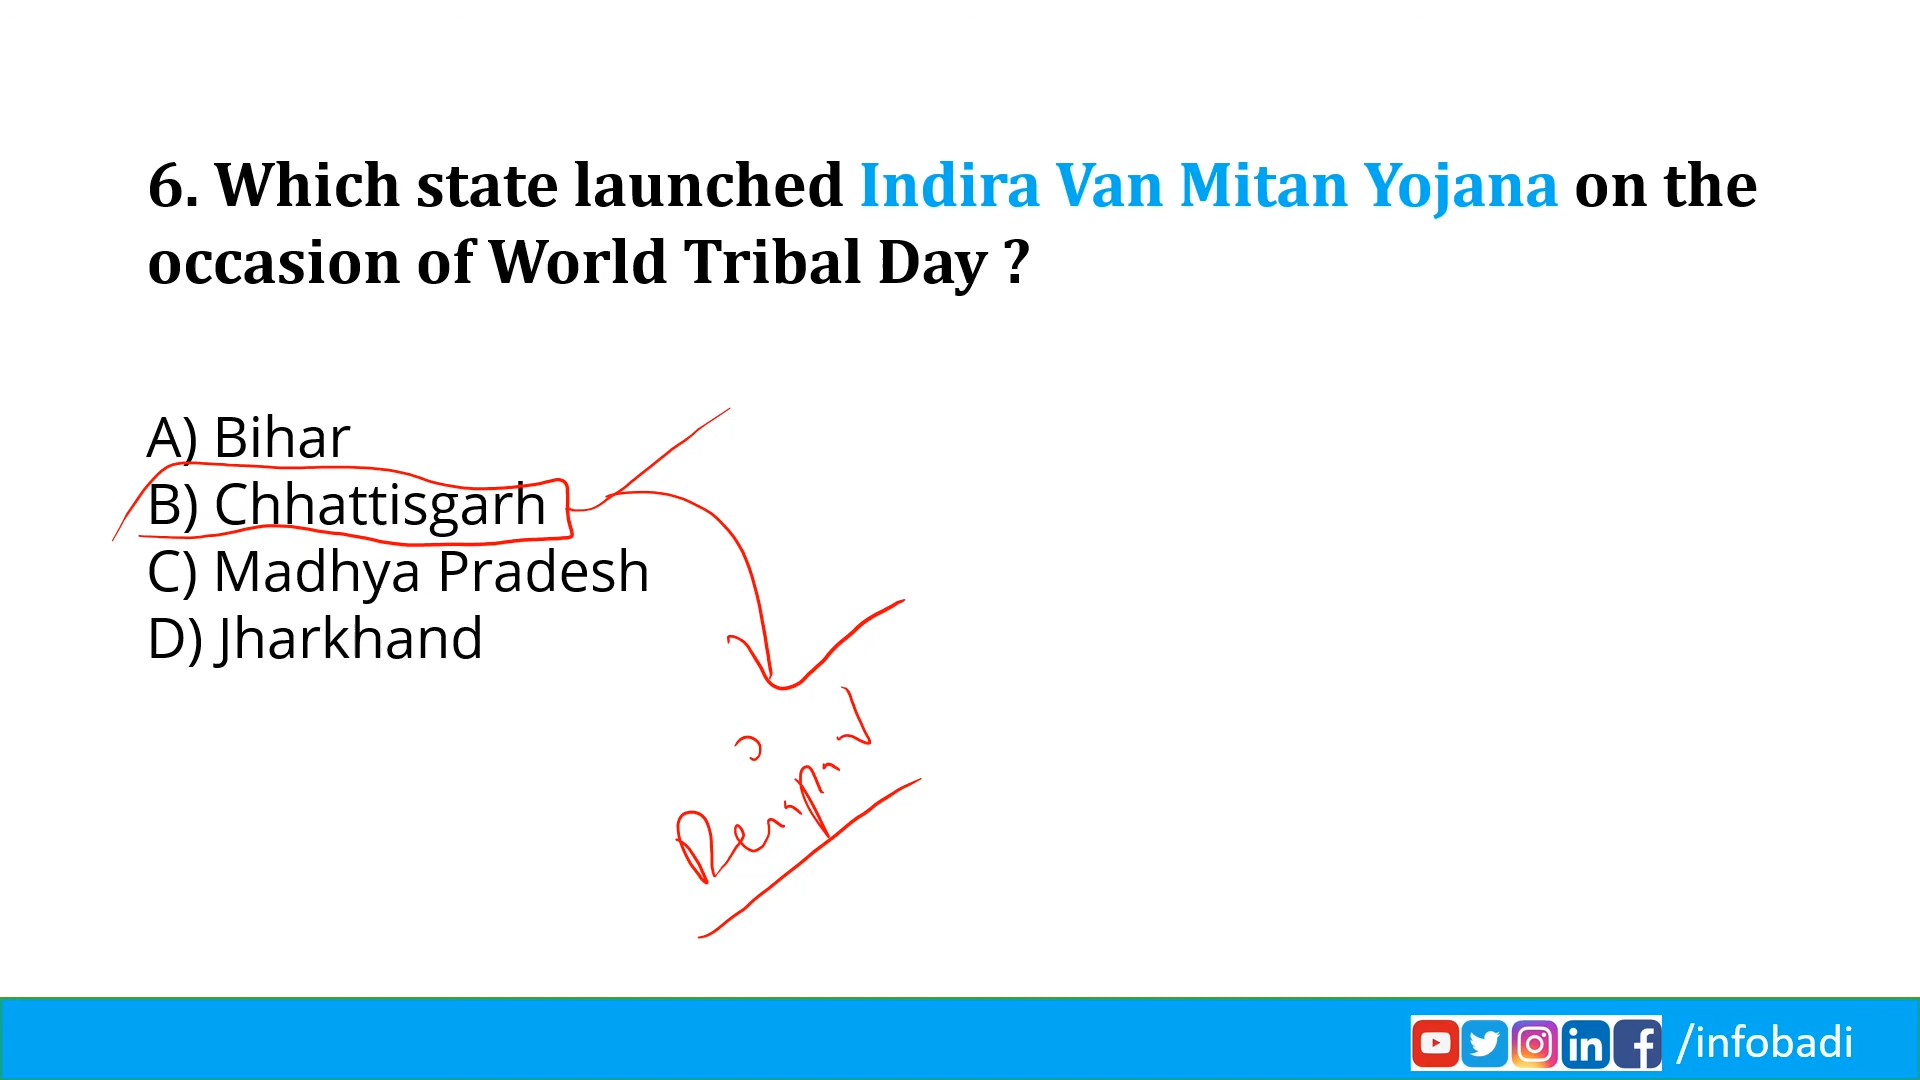 6. Which state launched Indira Van Mitan Yojana on the
occasion of World Tribal Day ?
A) Bihar
B) Chhattisgarh
C) Madhya Pradesh
D) Jharkhand
/infobadi